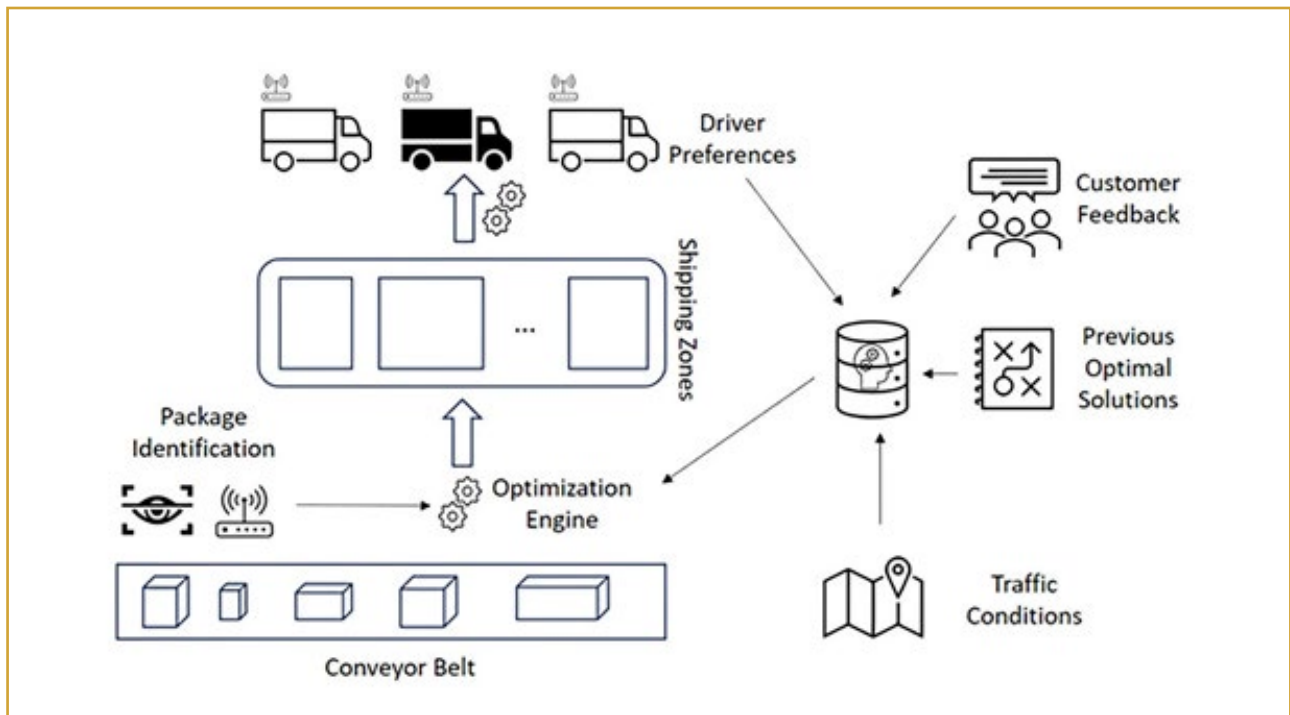 Driver
Preferences
Customer
Feedback
Shipping Zones
...
Previous
Optimal
Solutions
Package
Identification
Optimization
Engine
Traffic
Conditions
Conveyor Belt